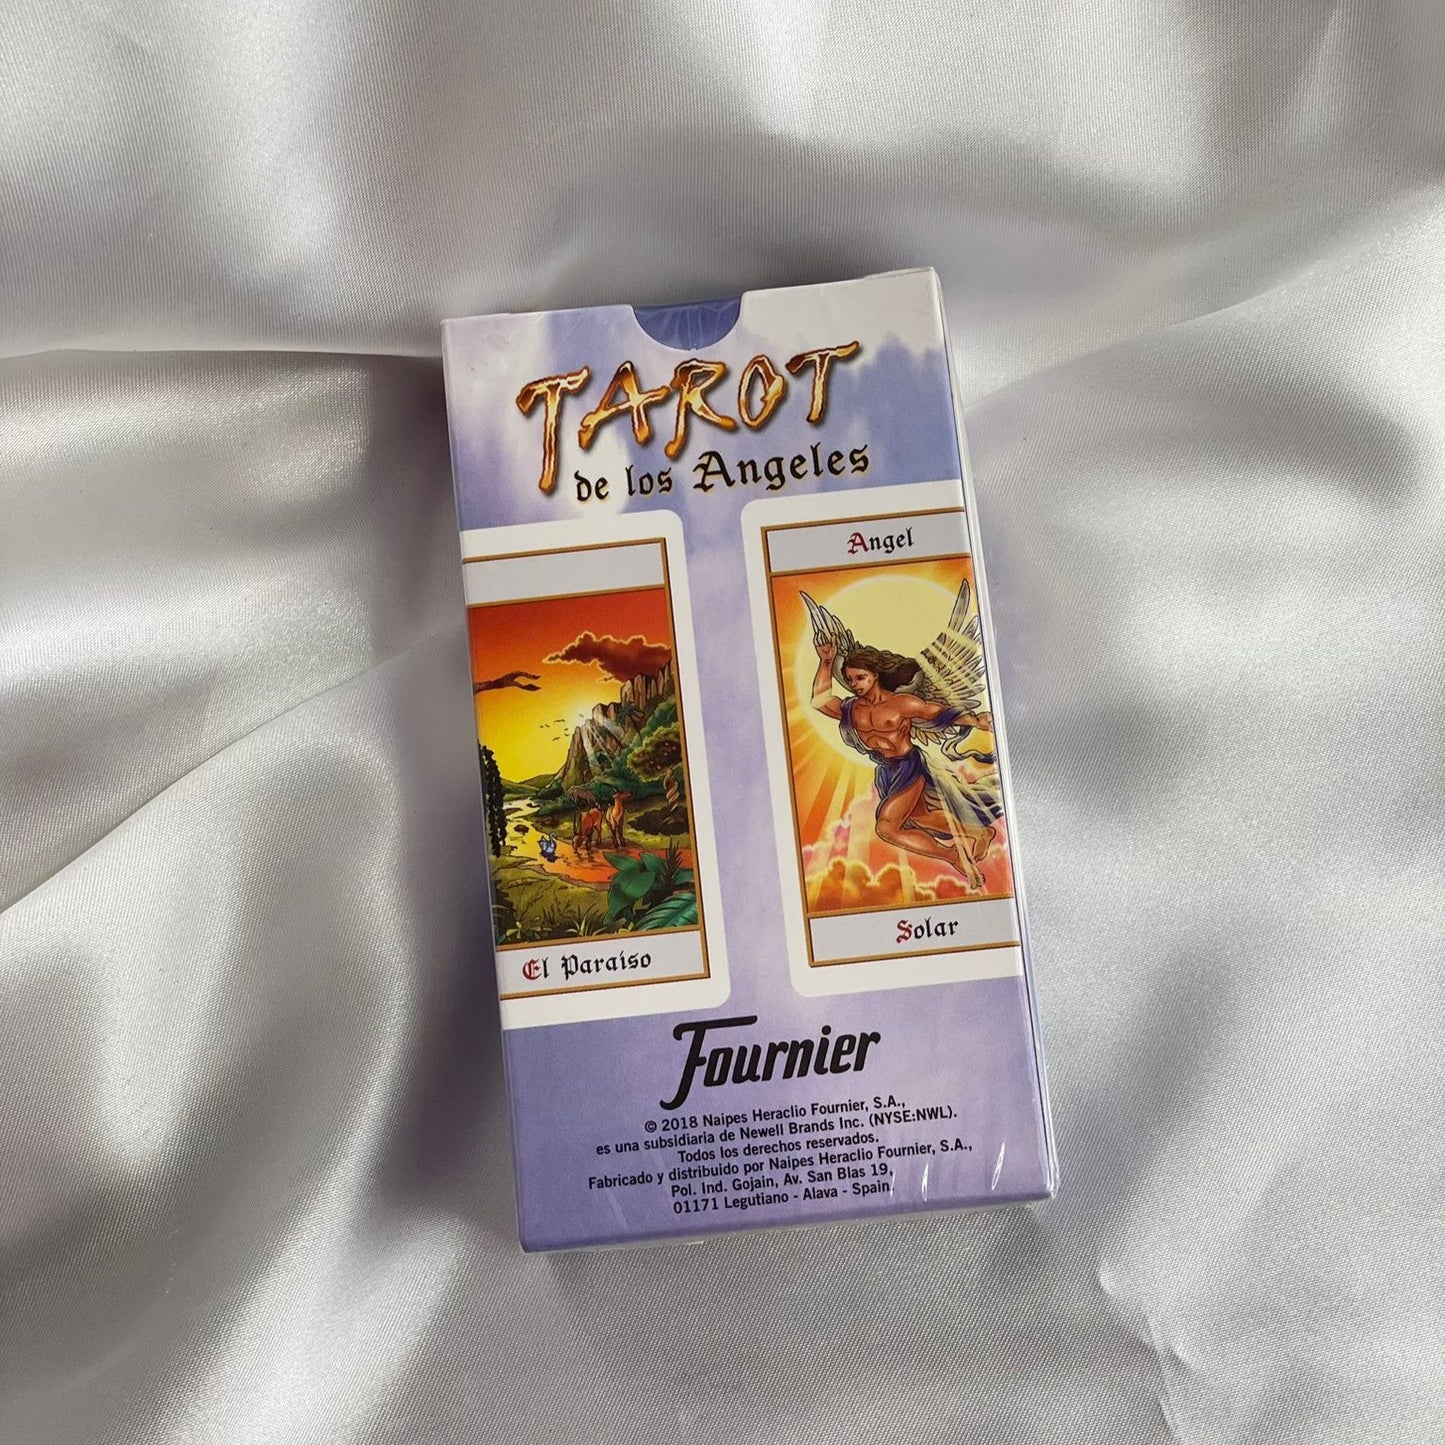 TAROT
de los Angeles
Angel
El Paraíso
Solar
Fournier
© 2018 Naipes Heraclio Fournier, S.A.,
es una subsidiaria de Newell Brands Inc. (NYSE:NWL).
Todos los derechos reservados.
Fabricado y distribuido por Naipes Heraclio Fournier, S.A.,
Pol. Ind. Gojain, Av. San Blas 19,
01171 Legutiano - Alava - Spain.